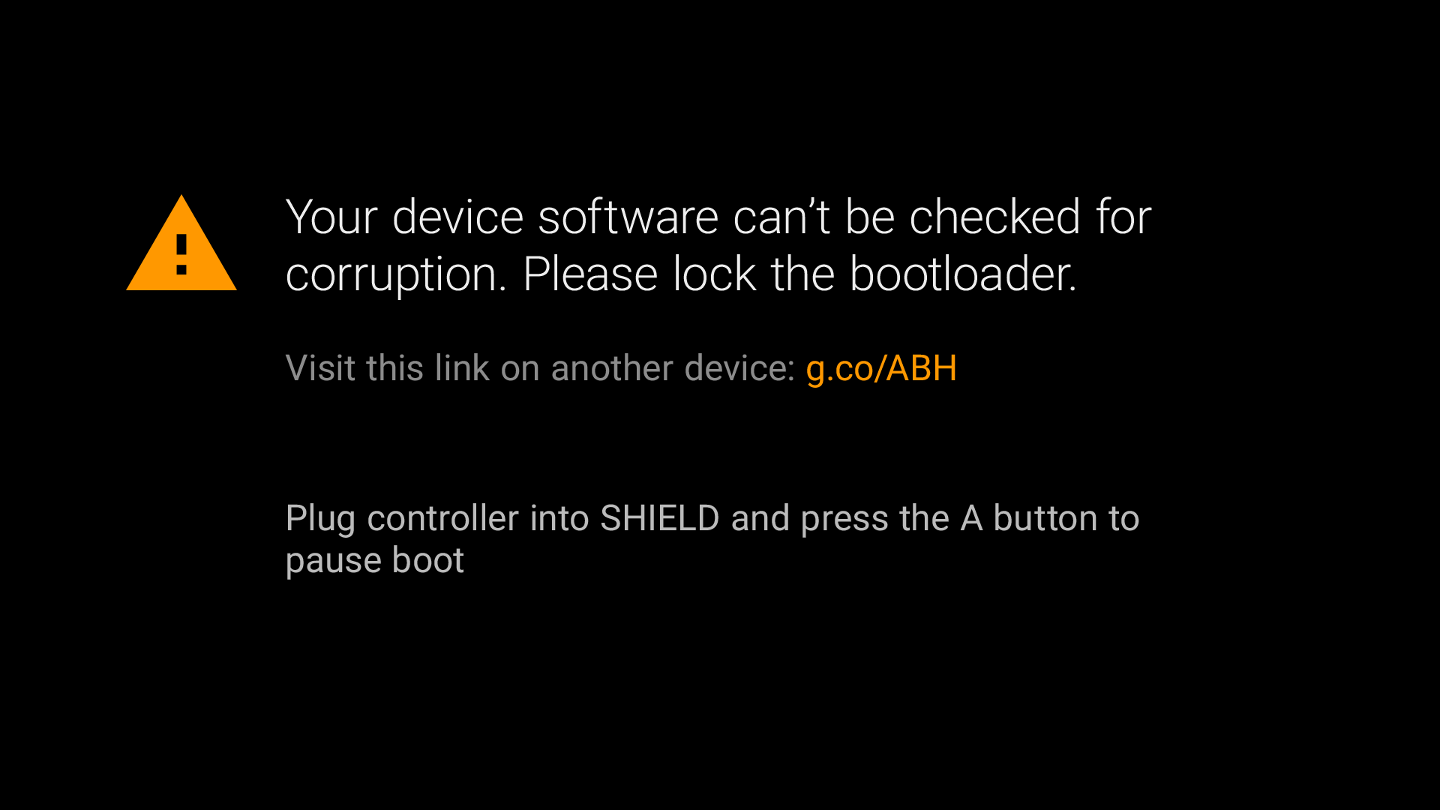 Your device software can’t be checked for
corruption. Please lock the bootloader.
Visit this link on another device: g.co/ABH
Plug controller into SHIELD and press the A button to
pause boot